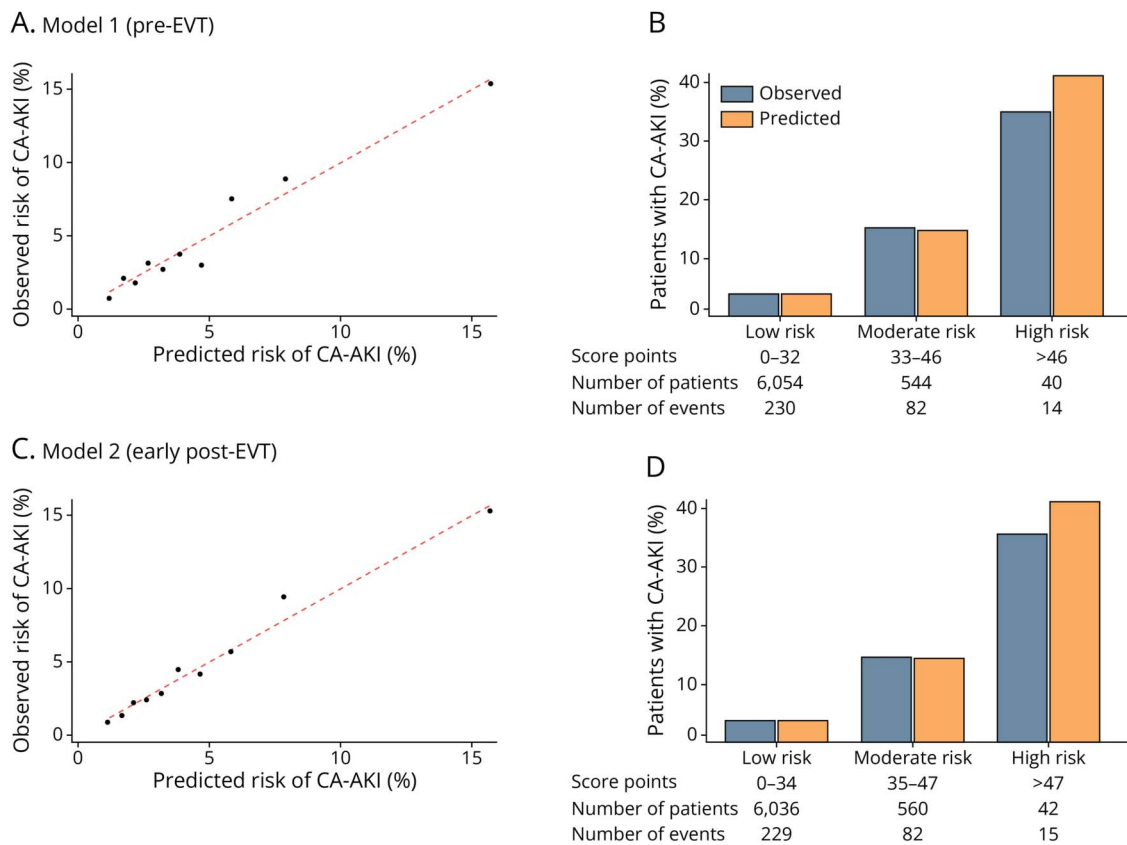 A. Model 1 (pre-EVT)
Observed risk of CA-AKI (%)
15
10
5
0
0 5 10 15
Predicted risk of CA-AKI (%)
B
Patients with CA-AKI (%)
40
30
20
10
0
Observed
Predicted
Low risk Moderate risk High risk
Score points 0–32 33–46 >46
Number of patients 6,054 544 40
Number of events 230 82 14
C. Model 2 (early post-EVT)
Observed risk of CA-AKI (%)
15
10
5
0
0 5 10 15
Predicted risk of CA-AKI (%)
D
Patients with CA-AKI (%)
40
30
20
10
0
Low risk Moderate risk High risk
Score points 0–34 35–47 >47
Number of patients 6,036 560 42
Number of events 229 82 15